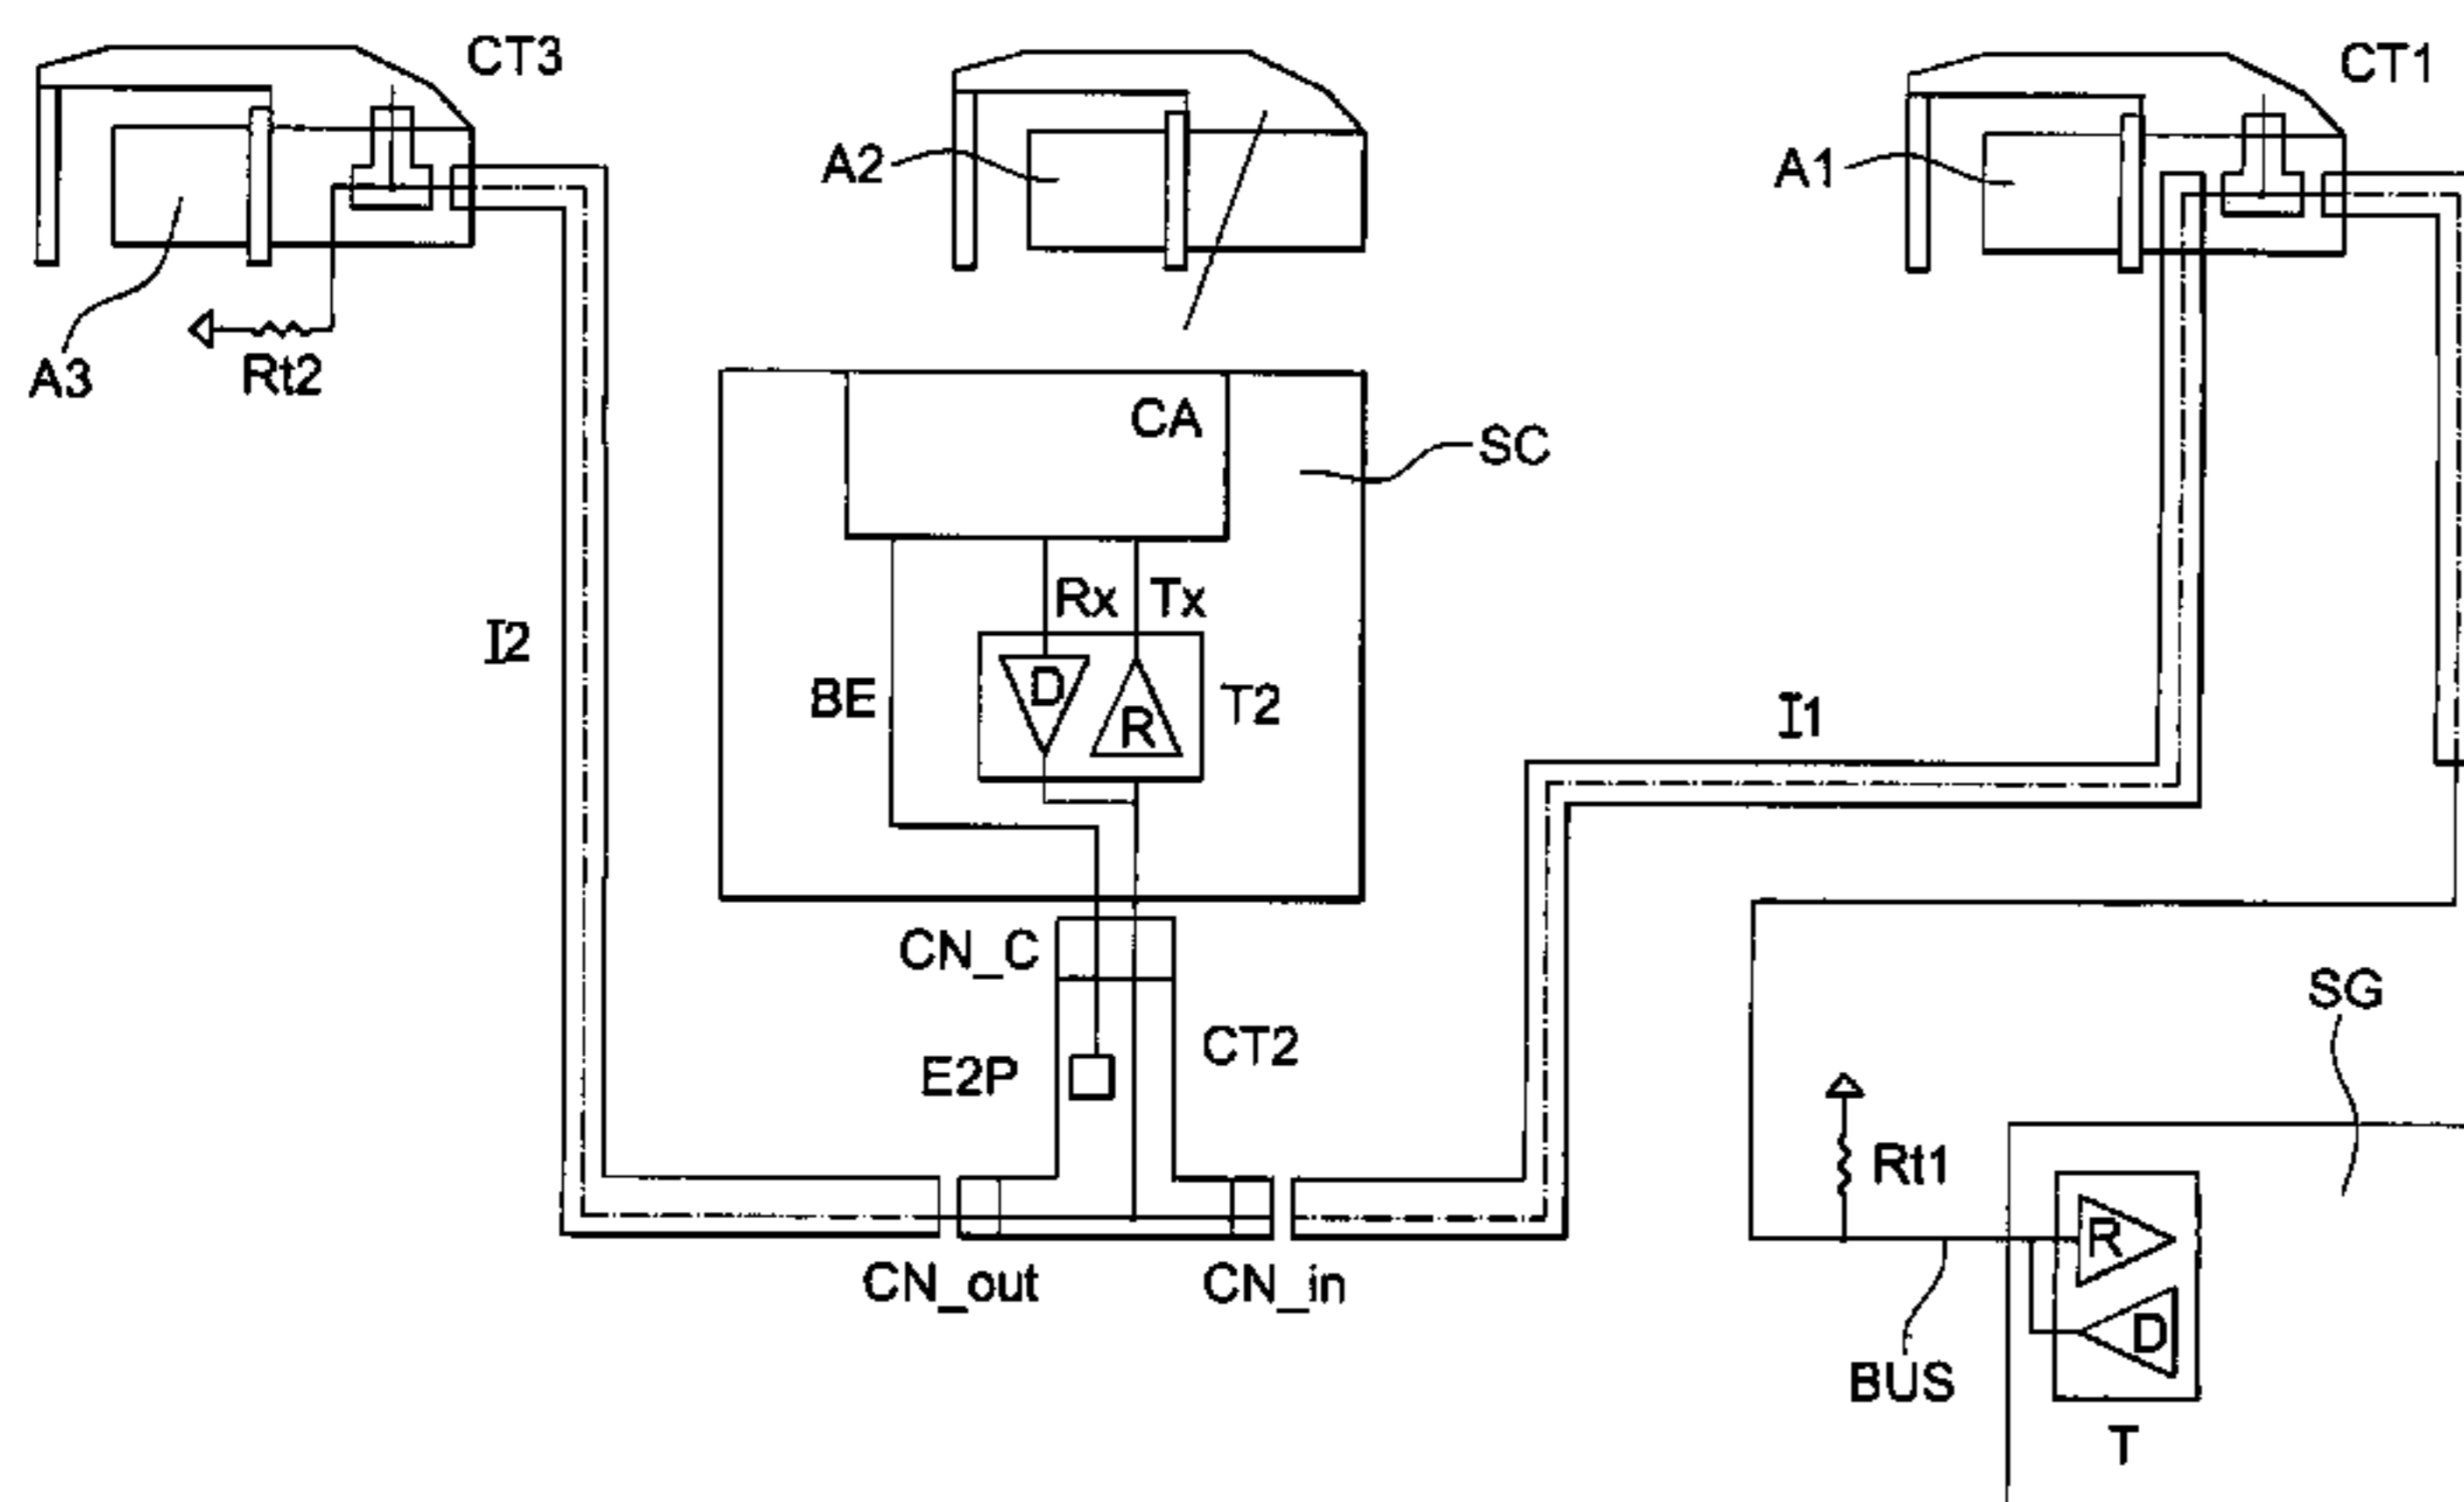 CT3
CT1
A2
A1
A3
Rt2
CA
SC
Rx
Tx
I2
BE
D
R
T2
I1
CN_C
SG
E2P
CT2
Rt1
R
CN_out
CN_in
D
BUS
T